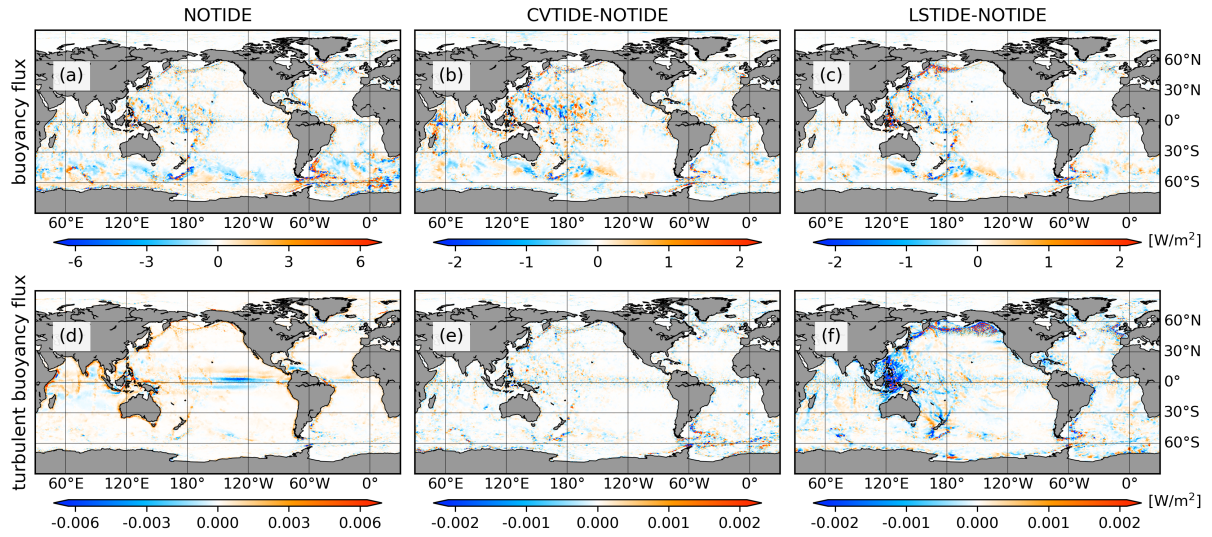 NOTIDE CVTIDE-NOTIDE LSTIDE-NOTIDE
buoyancy flux
(a) (b) (c)
60°N
30°N
0°
30°S
60°S
60°E 120°E 180° 120°W 60°W 0° 60°E 120°E 180° 120°W 60°W 0° 60°E 120°E 180° 120°W 60°W 0°
-6 -3 0 3 6 -2 -1 0 1 2 -2 -1 0 1 2 [W/m²]
turbulent buoyancy flux
(d) (e) (f)
60°N
30°N
0°
30°S
60°S
60°E 120°E 180° 120°W 60°W 0° 60°E 120°E 180° 120°W 60°W 0° 60°E 120°E 180° 120°W 60°W 0°
-0.006 -0.003 0.000 0.003 0.006 -0.002 -0.001 0.000 0.001 0.002 -0.002 -0.001 0.000 0.001 0.002 [W/m²]